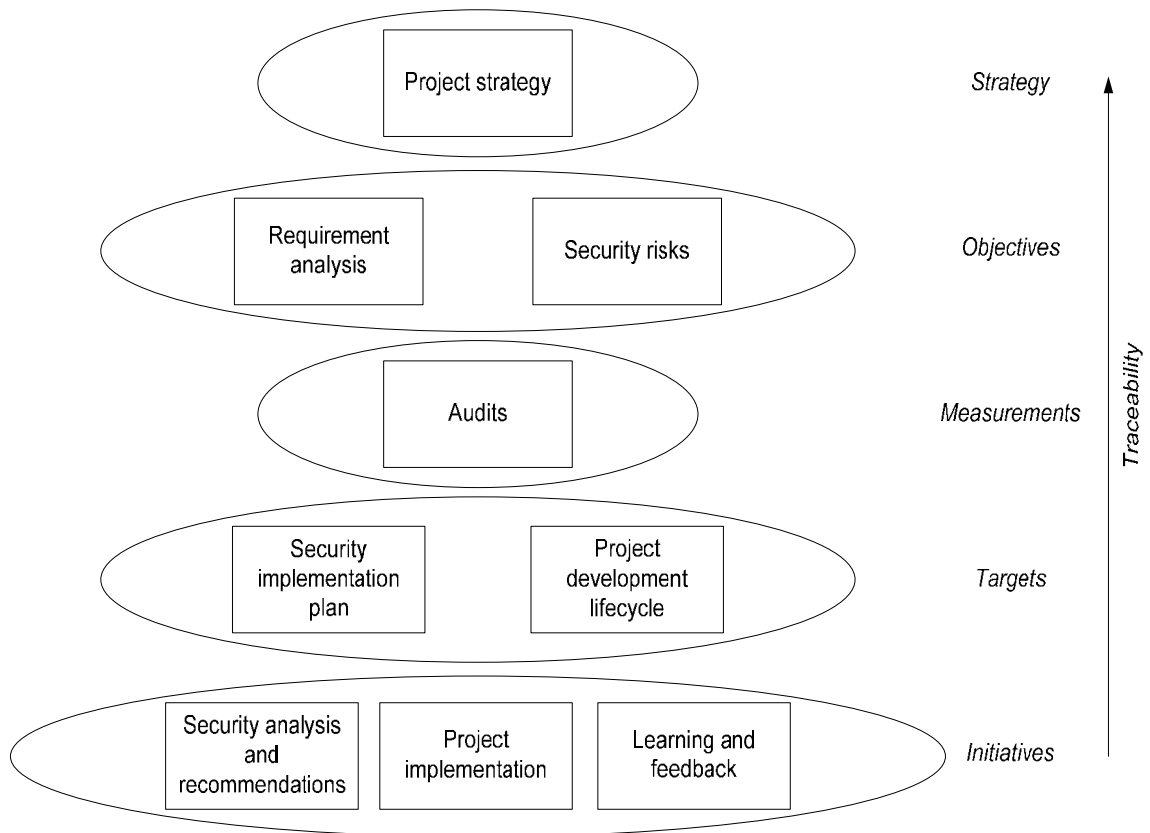 Project strategy
Strategy
Requirement
analysis
Security risks
Objectives
Audits
Measurements
Traceability
Security
implementation
plan
Project
development
lifecycle
Targets
Security analysis
and
recommendations
Project
implementation
Learning and
feedback
Initiatives